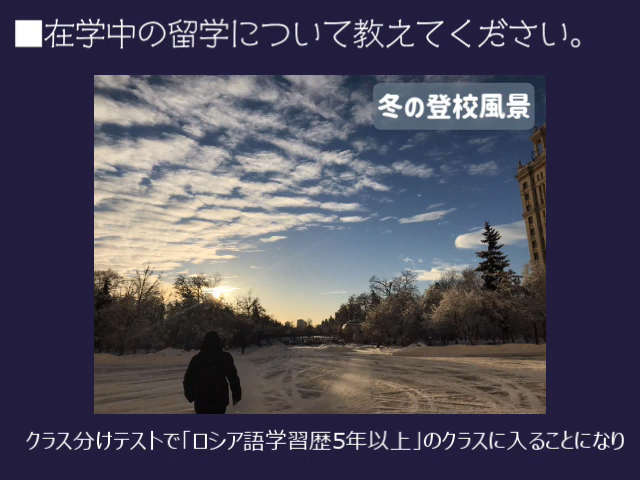 ■在学中の留学について教えてください。
冬の登校風景
クラス分けテストで「ロシア語学習歴5年以上」のクラスに入ることになり